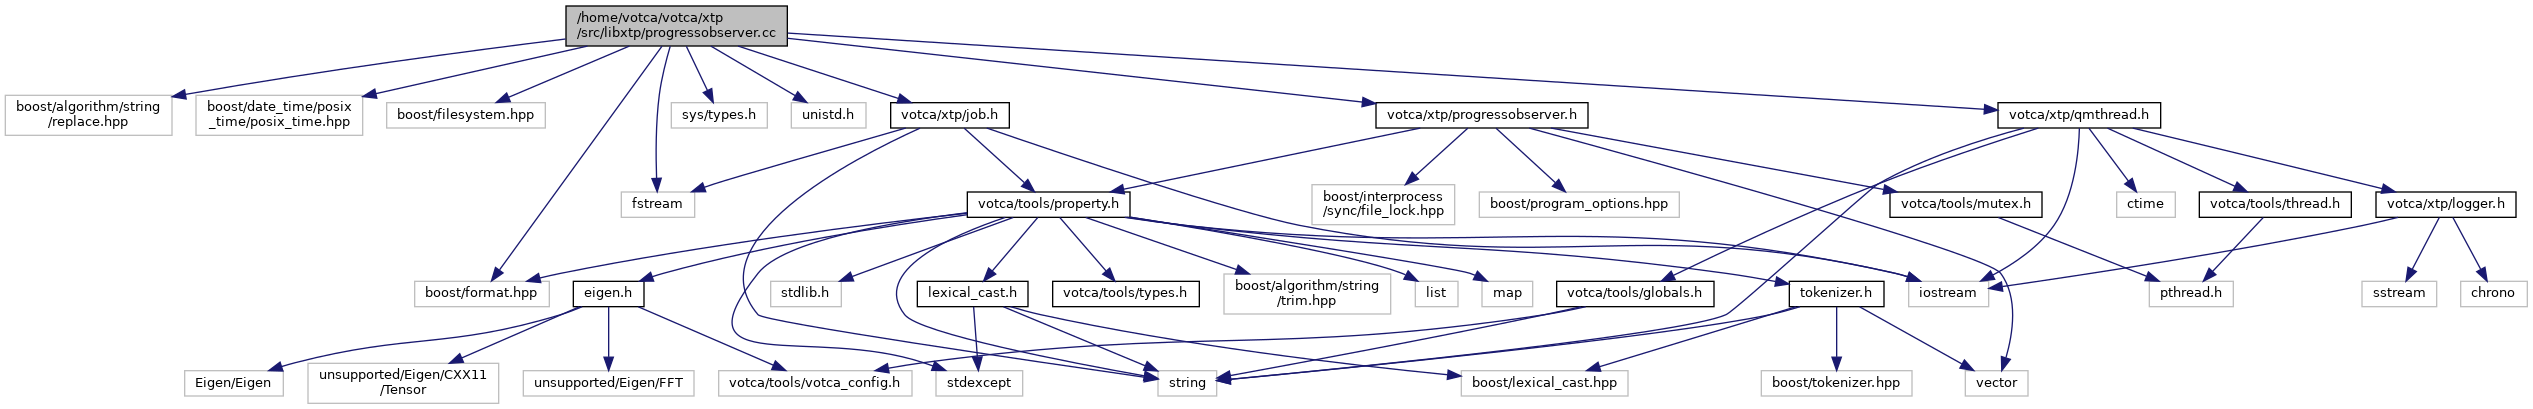 /home/votca/votca/xtp
/src/libxtp/progressobserver.cc
boost/algorithm/string
/replace.hpp
boost/date_time/posix
_time/posix_time.hpp
boost/filesystem.hpp
sys/types.h
unistd.h
votca/xtp/job.h
votca/xtp/progressobserver.h
votca/xtp/qmthread.h
fstream
votca/tools/property.h
boost/interprocess
/sync/file_lock.hpp
boost/program_options.hpp
votca/tools/mutex.h
ctime
votca/tools/thread.h
votca/xtp/logger.h
boost/format.hpp
eigen.h
stdlib.h
lexical_cast.h
votca/tools/types.h
boost/algorithm/string
/trim.hpp
list
map
votca/tools/globals.h
tokenizer.h
iostream
pthread.h
sstream
chrono
Eigen/Eigen
unsupported/Eigen/CXX11
/Tensor
unsupported/Eigen/FFT
votca/tools/votca_config.h
stdexcept
string
boost/lexical_cast.hpp
boost/tokenizer.hpp
vector